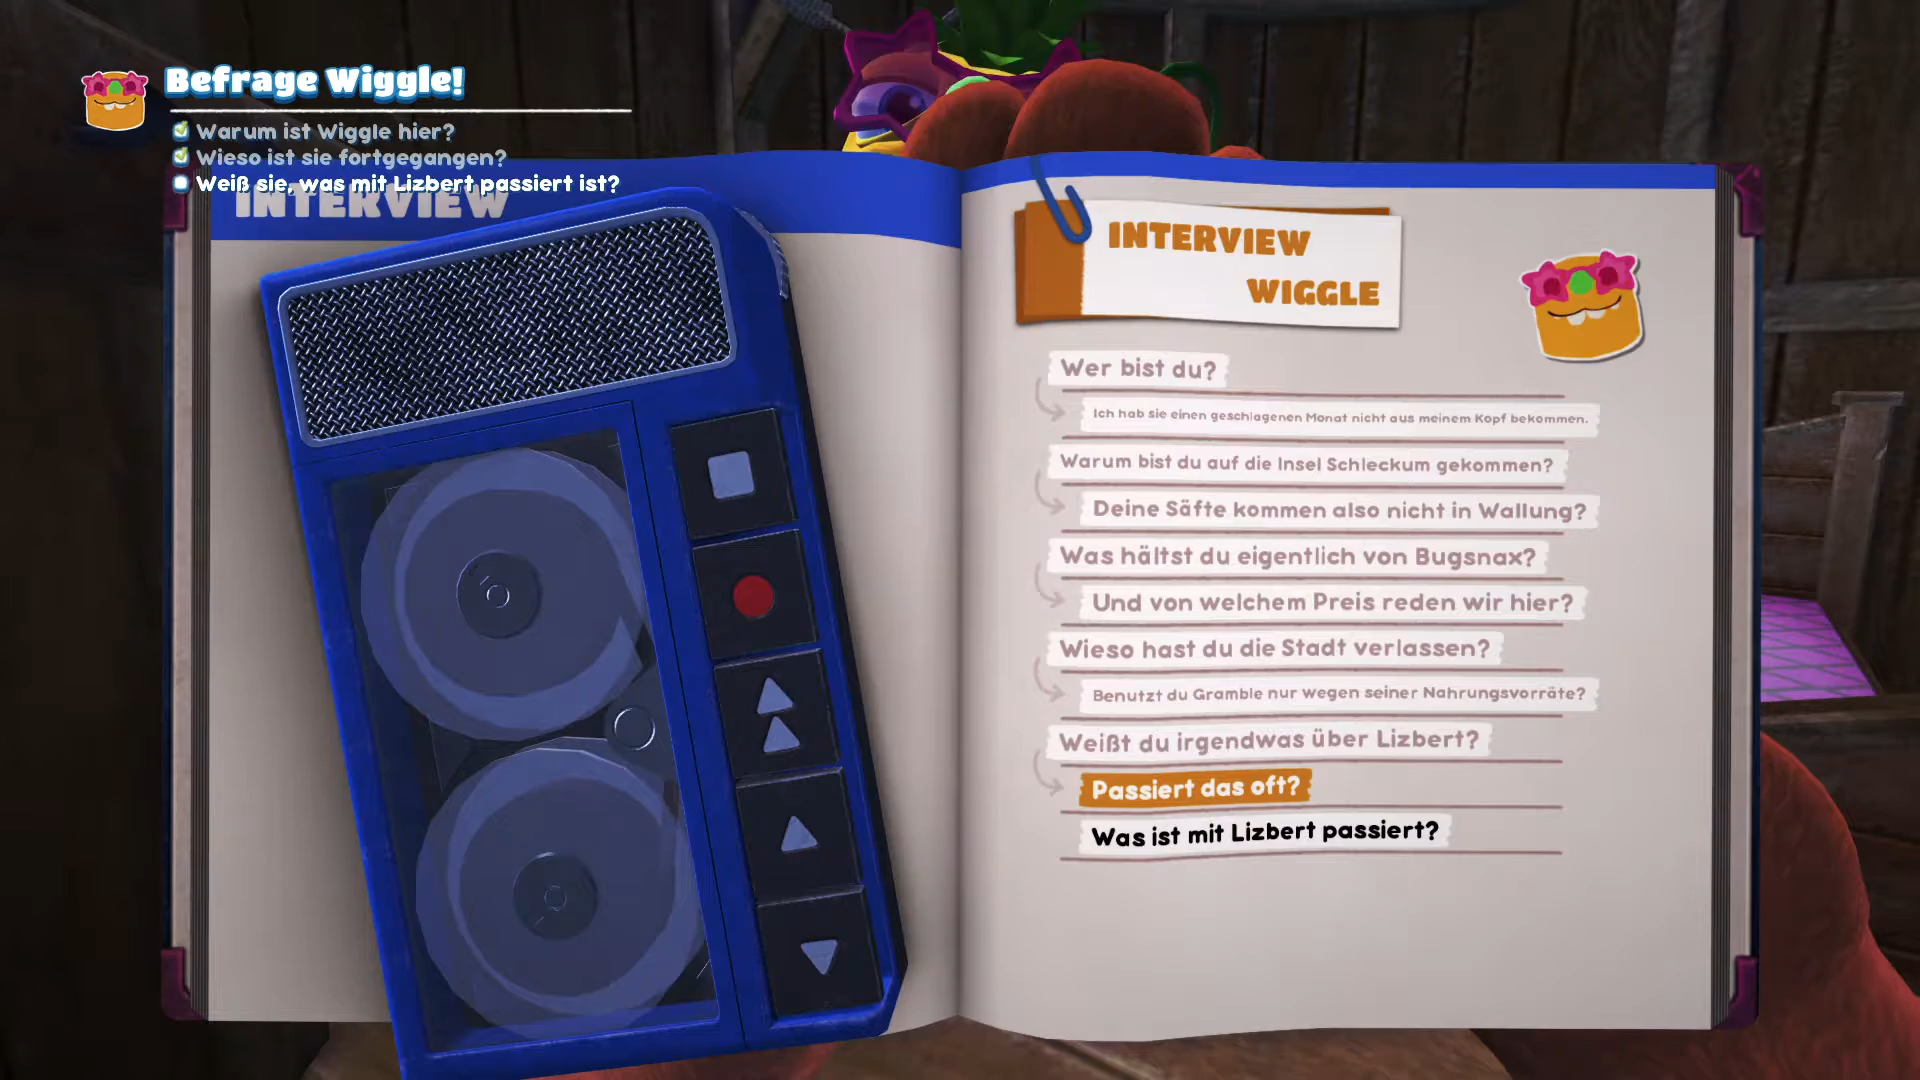 Befrage Wiggle!
Warum ist Wiggle hier?
Wieso ist sie fortgegangen?
Weiß sie, was mit Lizbert passiert ist?
INTERVIEW
INTERVIEW
WIGGLE
Wer bist du?
Ich hab sie einen geschlagenen Monat nicht aus meinem Kopf bekommen.
Warum bist du auf die Insel Schleckum gekommen?
Deine Säfte kommen also nicht in Wallung?
Was hältst du eigentlich von Bugsnax?
Und von welchem Preis reden wir hier?
Wieso hast du die Stadt verlassen?
Benutzt du Gramble nur wegen seiner Nahrungsvorräte?
Weißt du irgendwas über Lizbert?
Passiert das oft?
Was ist mit Lizbert passiert?